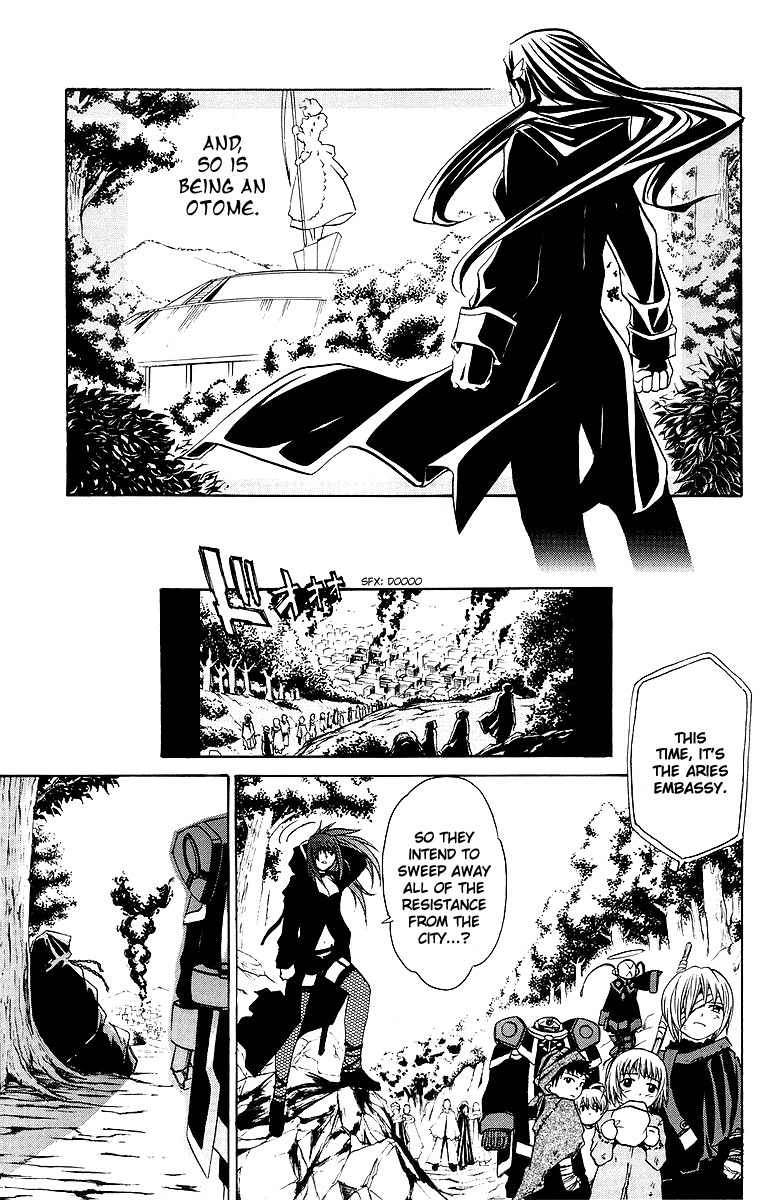 AND,
SO IS
BEING AN
OTOME.
ドオオオ
SFX: DOOOO
THIS
TIME, IT'S
THE ARIES
EMBASSY.
SO THEY
INTEND TO
SWEEP AWAY
ALL OF THE
RESISTANCE
FROM THE
CITY...?